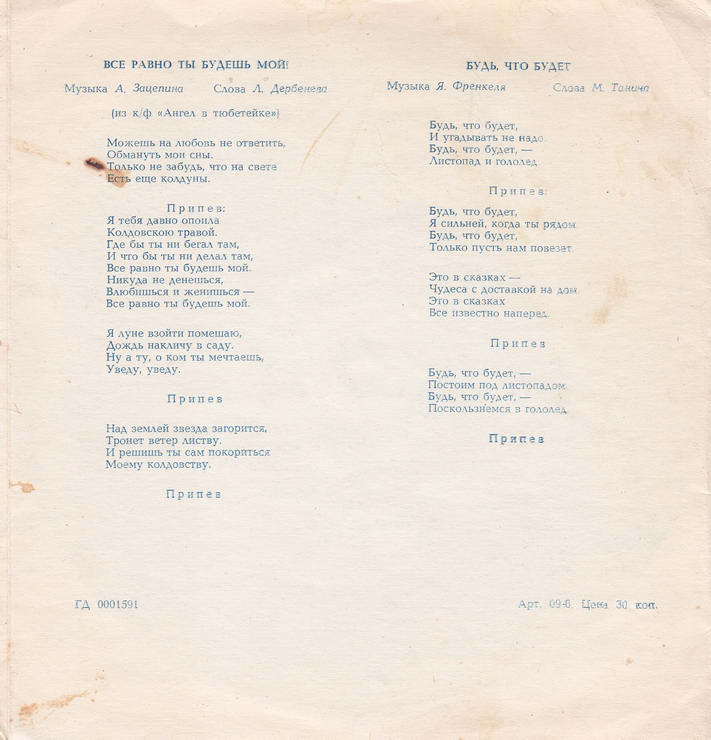 ВСЕ РАВНО ТЫ БУДЕШЬ МОЙ!
Музыка А. Зацепина Слова Л. Дербенева
(из к/ф «Ангел в тюбетейке»)
Можешь на любовь не ответить,
Обмануть мои сны.
Только не забудь, что на свете
Есть еще колдуны.
Припев:
Я тебя давно опоила
Колдовскою травой.
Где бы ты ни бегал там,
И что бы ты ни делал там,
Все равно ты будешь мой.
Никуда не денешься,
Влюбишься и женишься —
Все равно ты будешь мой.
Я луне взойти помешаю,
Дождь накличу в саду.
Ну а ту, о ком ты мечтаешь,
Уведу, уведу.
Припев
Над землей звезда загорится,
Тронет ветер листву.
И решишь ты сам покориться
Моему колдовству.
Припев
ГД 0001591
БУДЬ, ЧТО БУДЕТ
Музыка Я. Френкеля Слова М. Танича
Будь, что будет,
И угадывать не надо.
Будь, что будет, —
Листопад и гололед.
Припев:
Будь, что будет,
Я сильней, когда ты рядом.
Будь, что будет,
Только пусть нам повезет.
Это в сказках —
Чудеса с доставкой на дом.
Это в сказках
Все известно наперед.
Припев
Будь, что будет, —
Постоим под листопадом.
Будь, что будет, —
Поскользнемся в гололед.
Припев
Арт. 09-6. Цена 30 коп.